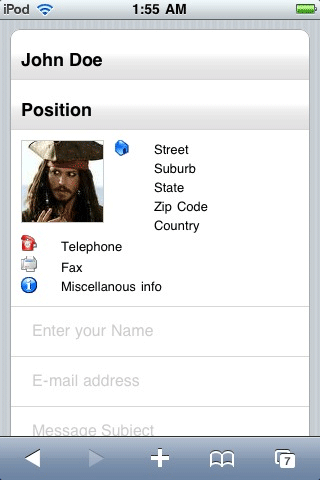 iPod 1:55 AM
John Doe
Position
Street
Suburb
State
Zip Code
Country
Telephone
Fax
Miscellanous info
Enter your Name
E-mail address
Message Subject
7